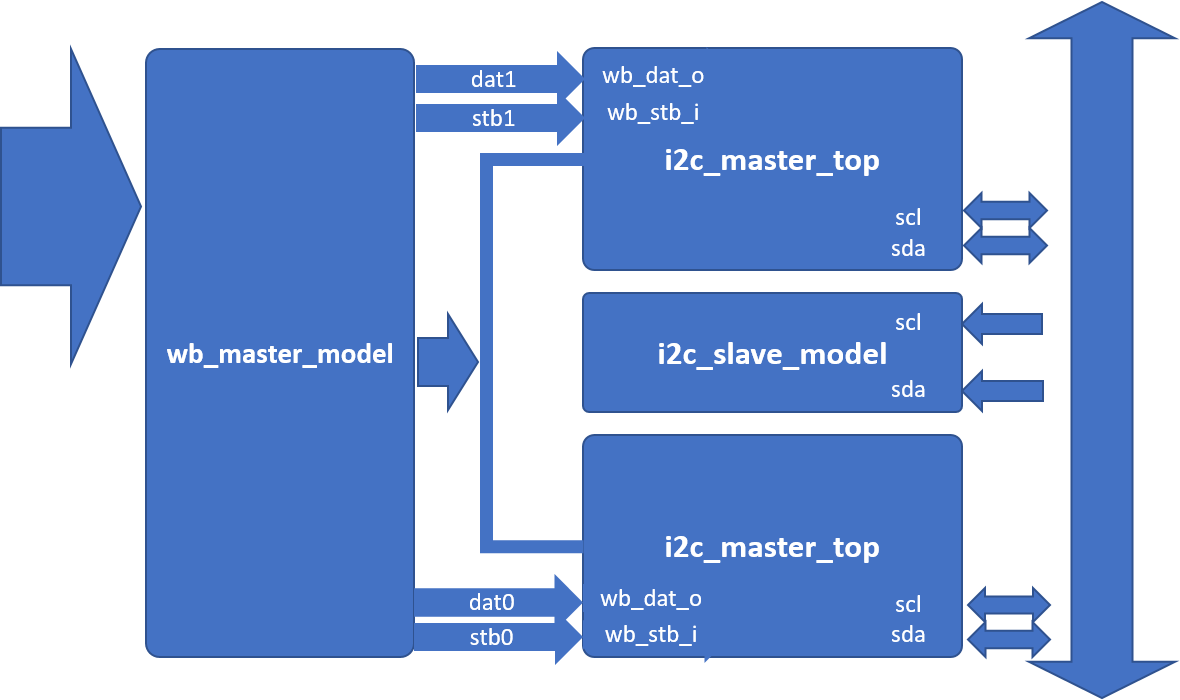 dat1
stb1
wb_dat_o
wb_stb_i
i2c_master_top
scl
sda
wb_master_model
scl
i2c_slave_model
sda
i2c_master_top
dat0
stb0
wb_dat_o
wb_stb_i
scl
sda